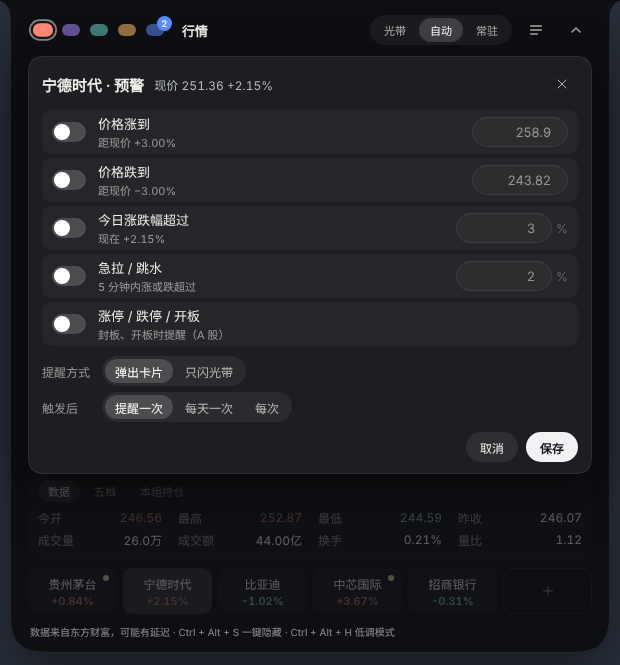 2 行情 光带 自动 常驻
宁德时代 · 预警 现价 251.36 +2.15%
价格涨到 258.9
距现价 +3.00%
价格跌到 243.82
距现价 −3.00%
今日涨跌幅超过 3 %
现在 +2.15%
急拉 / 跳水 2 %
5 分钟内涨或跌超过
涨停 / 跌停 / 开板
封板、开板时提醒（A 股）
提醒方式 弹出卡片 只闪光带
触发后 提醒一次 每天一次 每次
取消 保存
数据 五档 本组持仓
今开 246.56 最高 252.87 最低 244.59 昨收 246.07
成交量 26.0万 成交额 44.00亿 换手 0.21% 量比 1.12
贵州茅台 宁德时代 比亚迪 中芯国际 招商银行
+0.84% +2.15% -1.02% +3.67% -0.31% +
数据来自东方财富，可能有延迟 · Ctrl + Alt + S 一键隐藏 · Ctrl + Alt + H 低调模式